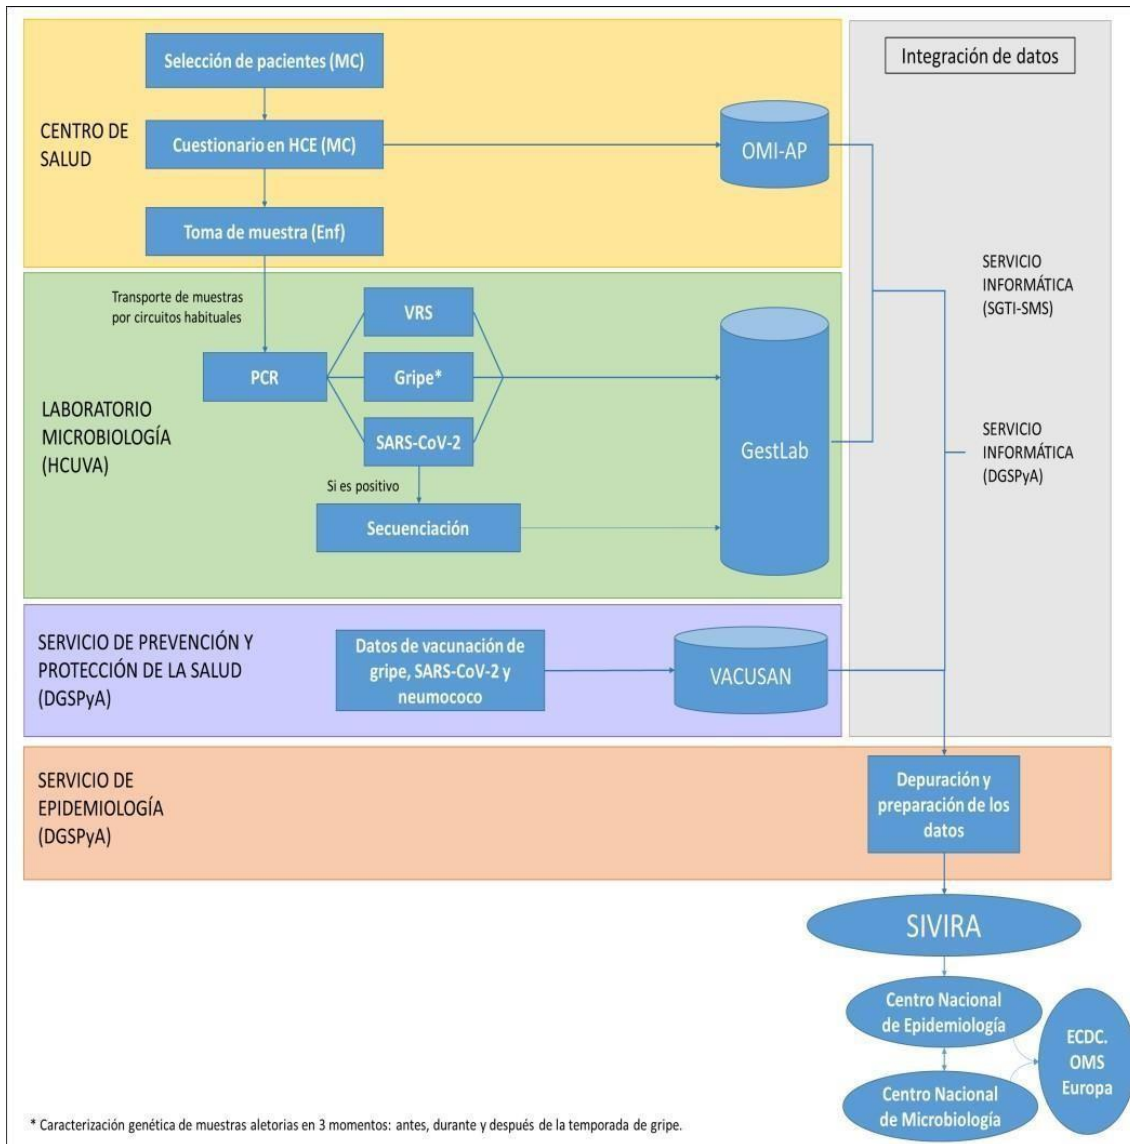 Selección de pacientes (MC)
Integración de datos
CENTRO DE
SALUD
Cuestionario en HCE (MC)
OMI-AP
Toma de muestra (Enf)
SERVICIO
INFORMÁTICA
(SGTI-SMS)
Transporte de muestras
por circuitos habituales
VRS
PCR
Gripe*
LABORATORIO
MICROBIOLOGÍA
(HCUVA)
SARS-CoV-2
GestLab
SERVICIO
INFORMÁTICA
(DGSPyA)
Si es positivo
Secuenciación
SERVICIO DE PREVENCIÓN Y
PROTECCIÓN DE LA SALUD
(DGSPyA)
Datos de vacunación de
gripe, SARS-CoV-2 y
neumococo
VACUSAN
SERVICIO DE
EPIDEMIOLOGÍA
(DGSPyA)
Depuración y
preparación de los
datos
SIVIRA
Centro Nacional
de Epidemiología
ECDC.
OMS
Europa
Centro Nacional
de Microbiología
* Caracterización genética de muestras aletorias en 3 momentos: antes, durante y después de la temporada de gripe.